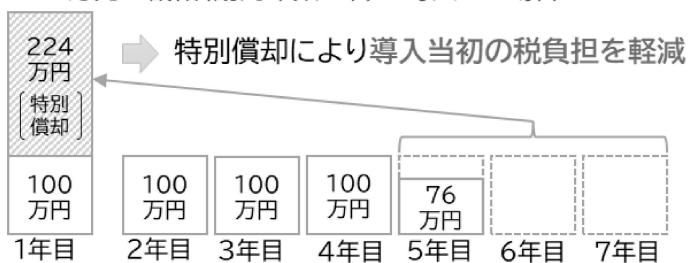 224
万円
特別
償却
特別償却により導入当初の税負担を軽減
100
万円
100
万円
100
万円
100
万円
76
万円
1年目
2年目
3年目
4年目
5年目
6年目
7年目